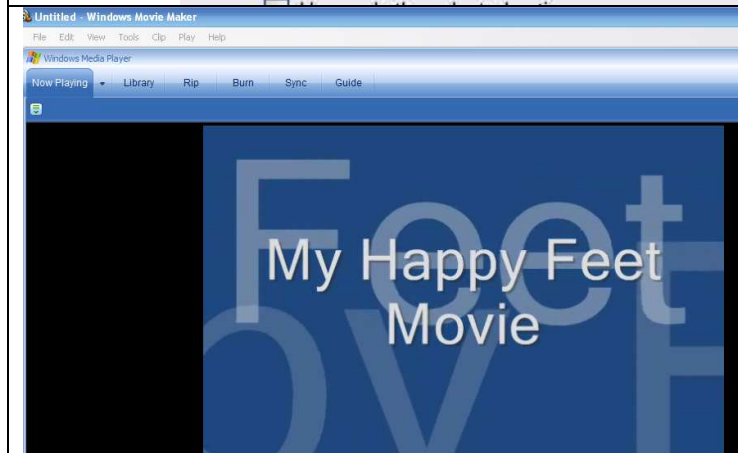 Untitled - Windows Movie Maker
File Edit View Tools Clip Play Help
Windows Media Player
Now Playing Library Rip Burn Sync Guide
Feet
My Happy Feet
Movie